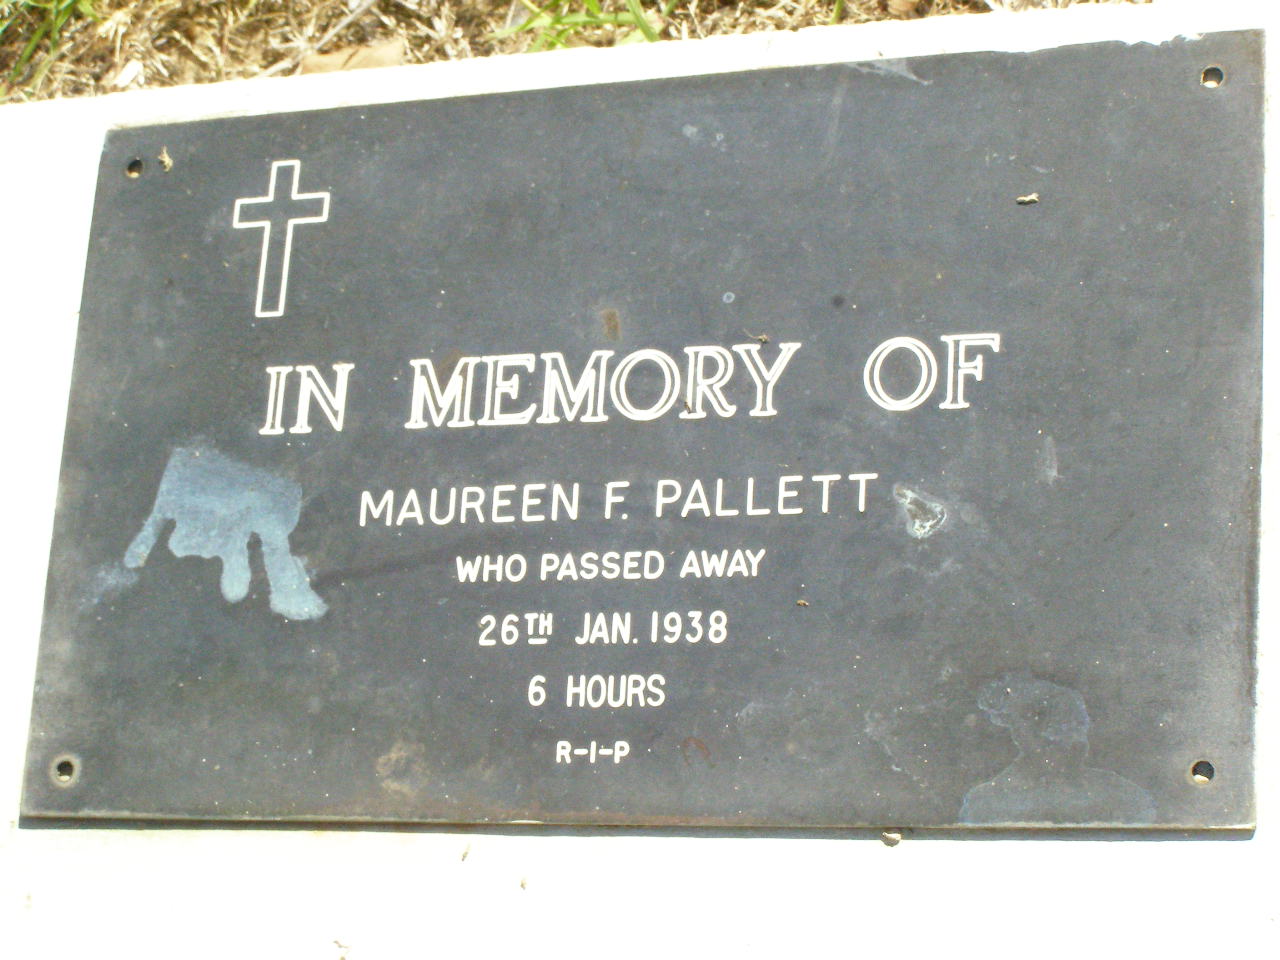 IN MEMORY OF
MAUREEN F. PALLETT
WHO PASSED AWAY
26TH JAN. 1938
6 HOURS
R-I-P